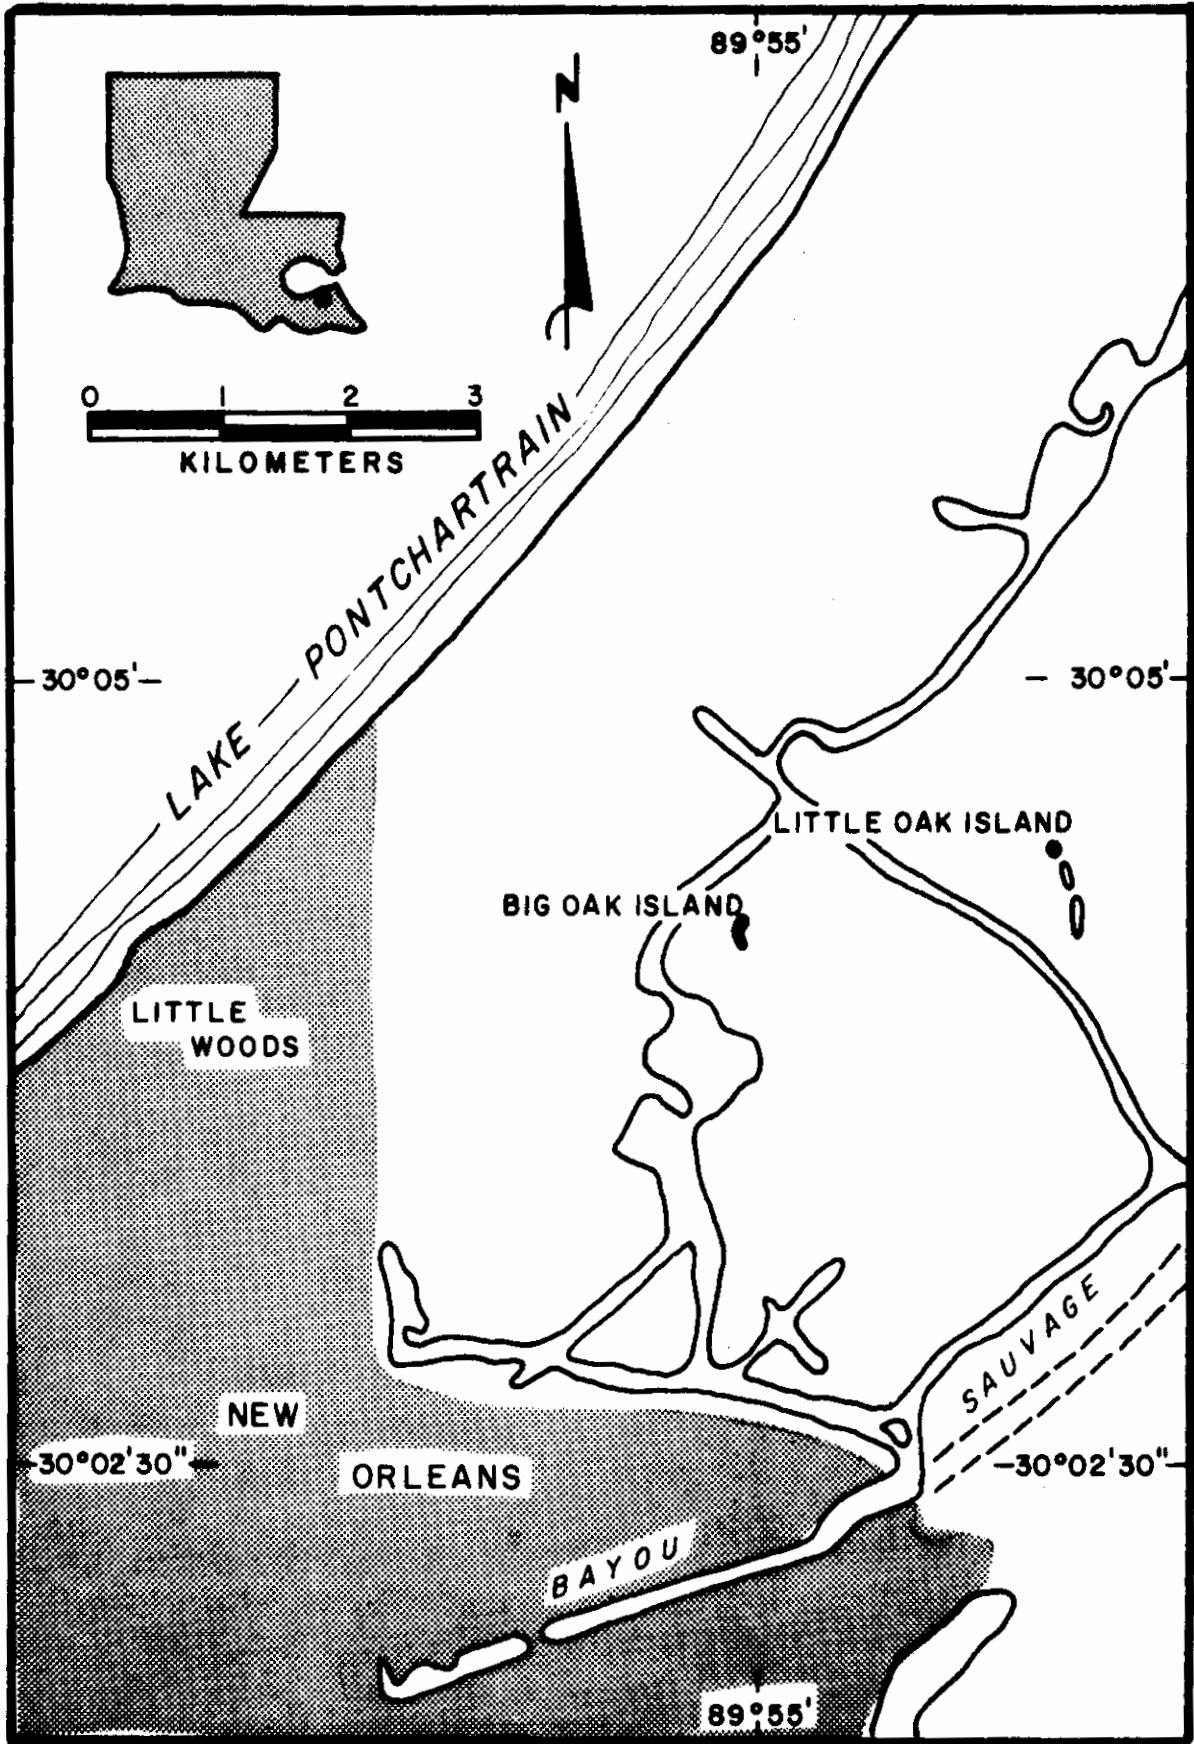 89°55'
N
0 1 2 3
KILOMETERS
LAKE PONTCHARTRAIN
30°05'
30°05'
LITTLE OAK ISLAND
BIG OAK ISLAND
LITTLE
WOODS
SAUVAGE
NEW
30°02'30"
30°02'30"
ORLEANS
BAYOU
89°55'